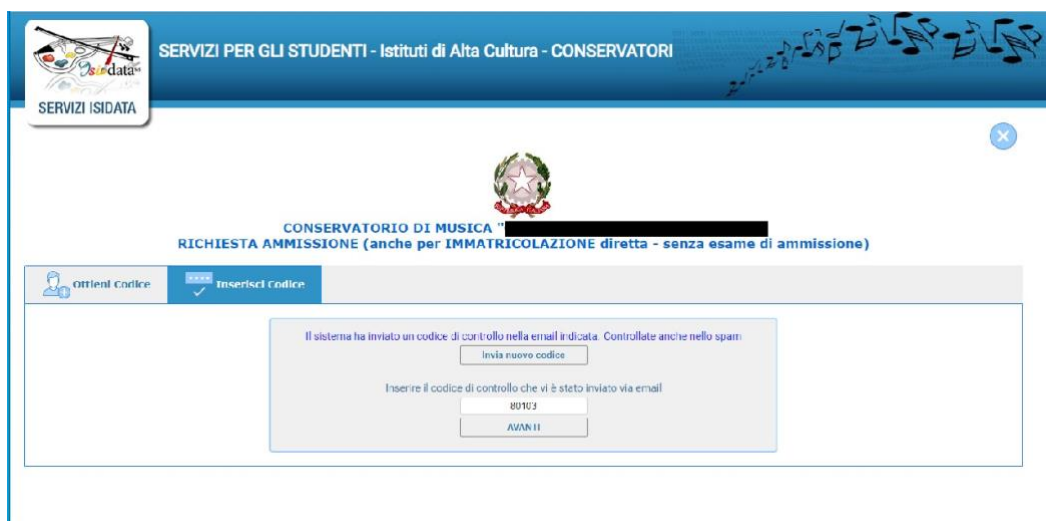 Isidata
SERVIZI ISIDATA
SERVIZI PER GLI STUDENTI - Istituti di Alta Cultura - CONSERVATORI
CONSERVATORIO DI MUSICA "
RICHIESTA AMMISSIONE (anche per IMMATRICOLAZIONE diretta - senza esame di ammissione)
Ottieni Codice
Inserisci Codice
Il sistema ha inviato un codice di controllo nella email indicata. Controllate anche nello spam
Invia nuovo codice
Inserire il codice di controllo che vi è stato inviato via email
80103
AVANTI